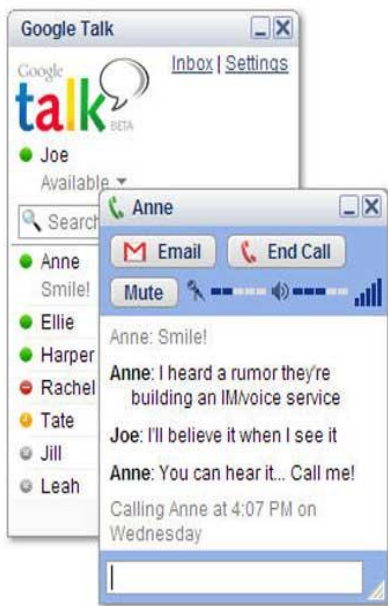 Google Talk
Inbox | Settings
Google
talk
BETA
Joe
Available
Search
Anne
Smile!
Ellie
Harper
Rachel
Tate
Jill
Leah
Anne
Email
End Call
Mute
Anne: Smile!
Anne: I heard a rumor they're
building an IM/voice service
Joe: I'll believe it when I see it
Anne: You can hear it... Call me!
Calling Anne at 4:07 PM on
Wednesday